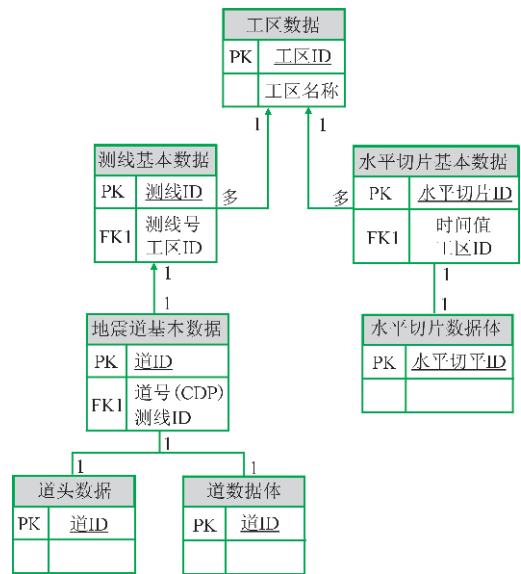 工区数据
PK 工区ID
工区名称
1 1
测线基本数据
PK 测线ID
FK1 测线号
工区ID
多
水平切片基本数据
PK 水平切片ID
FK1 时间值
工区ID
多
1
1
地震道基木数据
PK 道ID
FK1 道号(CDP)
测线ID
1
1
水平切片数据体
PK 水平切平ID
1
1
1
道头数据
PK 道ID
道数据体
PK 道ID